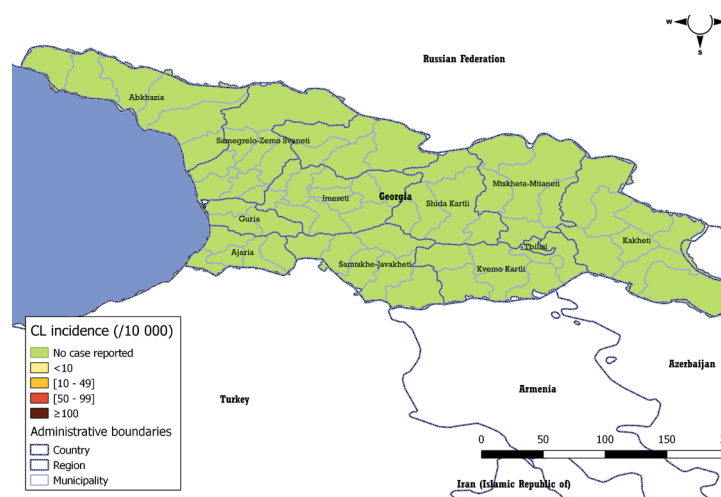 W
S
Russian Federation
Abkhazia
Samegrelo-Zemo Svaneti
Mtskheta-Mtianeti
Imereti
Georgia
Shida Kartli
Guria
Tbilisi
Kakheti
Ajaria
Samtskhe-Javakheti
Kvemo Kartli
CL incidence (/10 000)
No case reported
<10
[10 - 49]
[50 - 99]
≥100
Administrative boundaries
Country
Region
Municipality
Turkey
Armenia
Azerbaijan
0 50 100 150
Iran (Islamic Republic of)